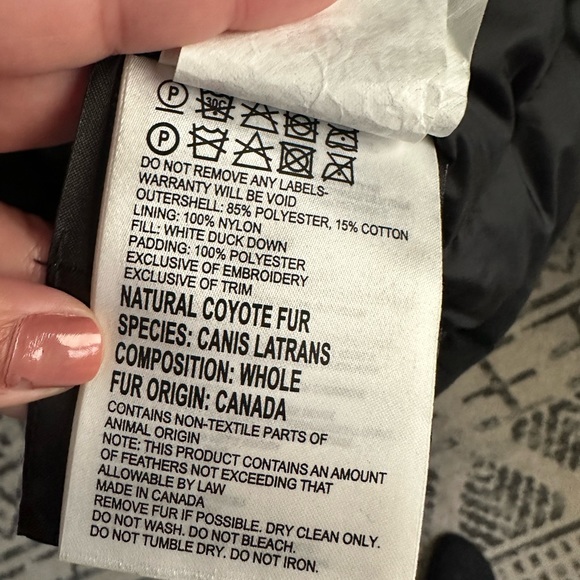 P 30C
P
DO NOT REMOVE ANY LABELS-
WARRANTY WILL BE VOID
OUTERSHELL: 85% POLYESTER, 15% COTTON
LINING: 100% NYLON
FILL: WHITE DUCK DOWN
PADDING: 100% POLYESTER
EXCLUSIVE OF EMBROIDERY
EXCLUSIVE OF TRIM
NATURAL COYOTE FUR
SPECIES: CANIS LATRANS
COMPOSITION: WHOLE
FUR ORIGIN: CANADA
CONTAINS NON-TEXTILE PARTS OF
ANIMAL ORIGIN
NOTE: THIS PRODUCT CONTAINS AN AMOUNT
OF FEATHERS NOT EXCEEDING THAT
ALLOWABLE BY LAW
MADE IN CANADA
REMOVE FUR IF POSSIBLE. DRY CLEAN ONLY.
DO NOT WASH. DO NOT BLEACH.
DO NOT TUMBLE DRY. DO NOT IRON.